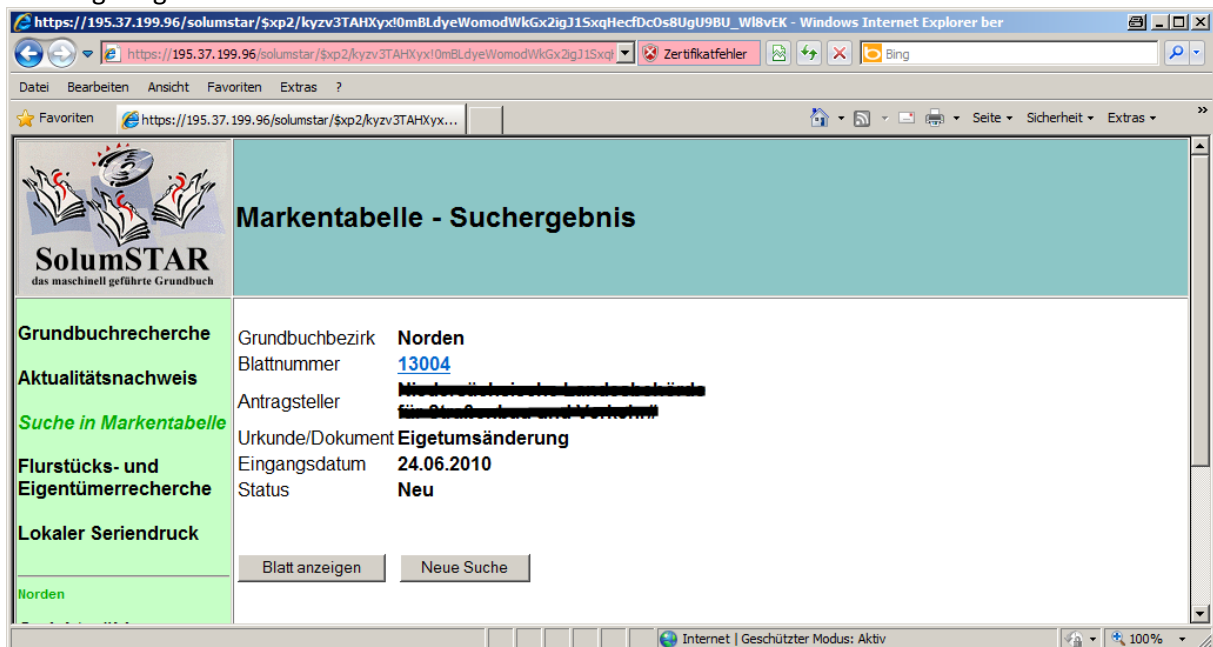 https://195.37.199.96/solumstar/$xp2/kyzv3TAHXyx!0mBLdyeWomodWkGx2igJ1SxqHecfDcOs8UgU9BU_Wl8vEK - Windows Internet Explorer ber
https://195.37.199.96/solumstar/$xp2/kyzv3TAHXyx!0mBLdyeWomodWkGx2igJ1SxqH Zertifikatfehler Bing
Datei Bearbeiten Ansicht Favoriten Extras ?
Favoriten https://195.37.199.96/solumstar/$xp2/kyzv3TAHXyx... Seite Sicherheit Extras »
SolumSTAR
das maschinell geführte Grundbuch
Markentabelle - Suchergebnis
Grundbuchrecherche
Aktualitätsnachweis
Suche in Markentabelle
Flurstücks- und
Eigentümerrecherche
Lokaler Seriendruck
Norden
Grundbuchbezirk Norden
Blattnummer 13004
Antragsteller
Urkunde/Dokument Eigetumsänderung
Eingangsdatum 24.06.2010
Status Neu
Blatt anzeigen Neue Suche
Internet | Geschützter Modus: Aktiv 100%